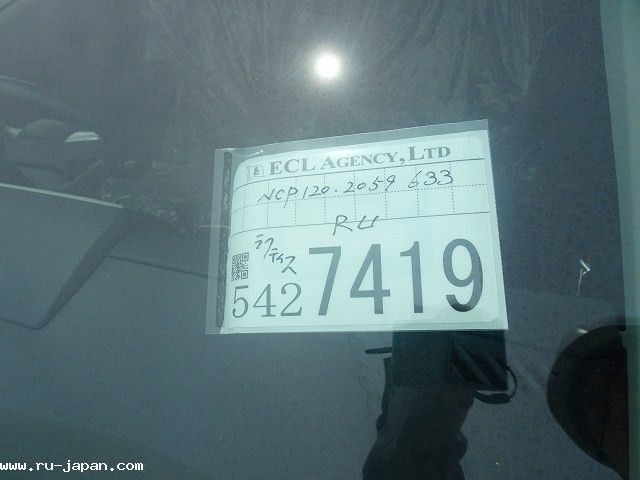 ECL AGENCY, LTD
NCP120-2059633
RU
ラクティス
542 7419
www.ru-japan.com